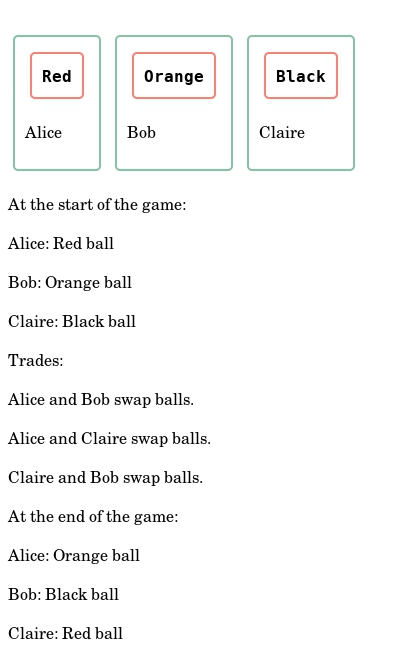 Red Orange Black
Alice Bob Claire
At the start of the game:
Alice: Red ball
Bob: Orange ball
Claire: Black ball
Trades:
Alice and Bob swap balls.
Alice and Claire swap balls.
Claire and Bob swap balls.
At the end of the game:
Alice: Orange ball
Bob: Black ball
Claire: Red ball